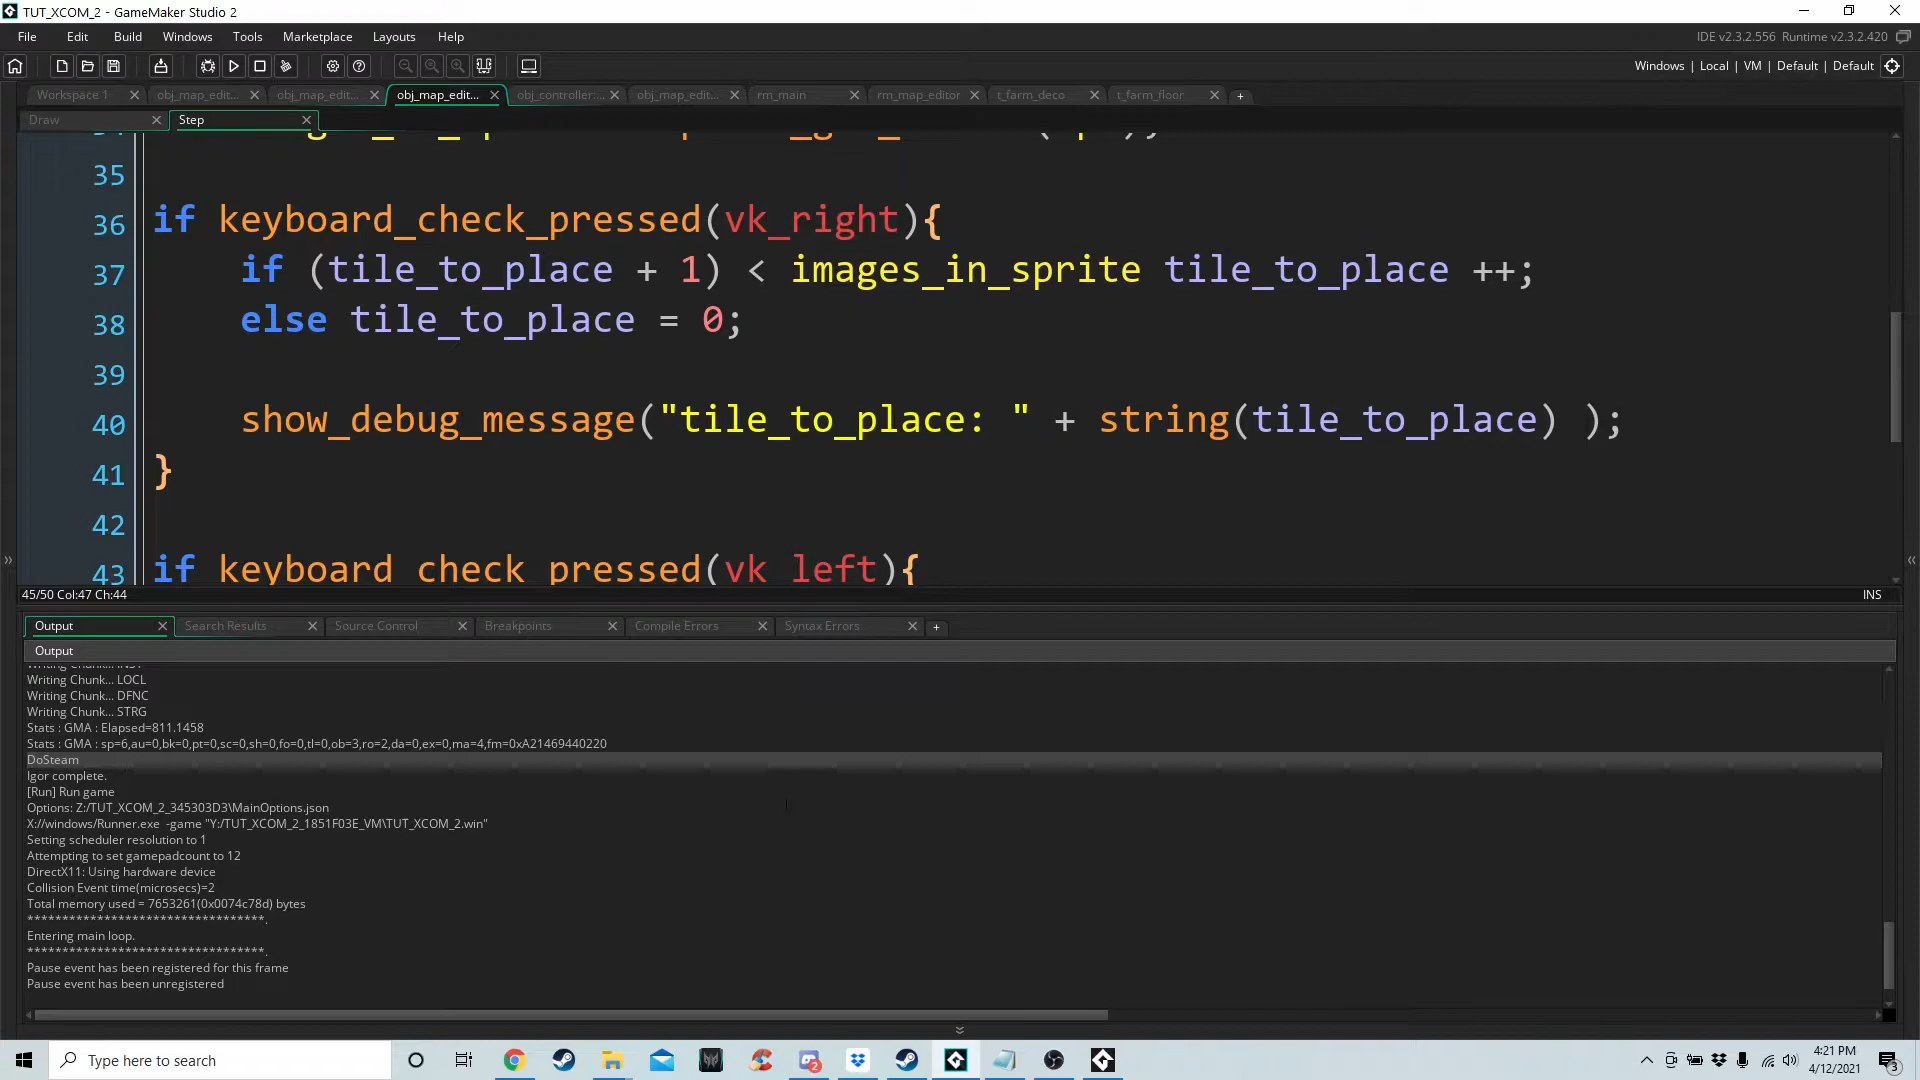 TUT_XCOM_2 - GameMaker Studio 2
File Edit Build Windows Tools Marketplace Layouts Help
IDE v2.3.2.556 Runtime v2.3.2.420
Windows | Local | VM | Default | Default
Workspace 1 obj_map_edit... obj_map_edit... obj_map_edit... obj_controller:... obj_map_edit... rm_main rm_map_editor t_farm_deco t_farm_floor +
Draw Step
35
36 if keyboard_check_pressed(vk_right){
37 if (tile_to_place + 1) < images_in_sprite tile_to_place ++;
38 else tile_to_place = 0;
39
40 show_debug_message("tile_to_place: " + string(tile_to_place) );
41 }
42
43 if keyboard_check_pressed(vk_left){
45/50 Col:47 Ch:44 INS
Output Search Results Source Control Breakpoints Compile Errors Syntax Errors +
Output
Writing Chunk... INST
Writing Chunk... LOCL
Writing Chunk... DFNC
Writing Chunk... STRG
Stats : GMA : Elapsed=811.1458
Stats : GMA : sp=6,au=0,bk=0,pt=0,sc=0,sh=0,fo=0,tl=0,ob=3,ro=2,da=0,ex=0,ma=4,fm=0xA21469440220
DoSteam
Igor complete.
[Run] Run game
Options: Z:/TUT_XCOM_2_345303D3\MainOptions.json
X://windows/Runner.exe -game "Y:/TUT_XCOM_2_1851F03E_VM\TUT_XCOM_2.win"
Setting scheduler resolution to 1
Attempting to set gamepadcount to 12
DirectX11: Using hardware device
Collision Event time(microsecs)=2
Total memory used = 7653261(0x0074c78d) bytes
**********************************.
Entering main loop.
**********************************.
Pause event has been registered for this frame
Pause event has been unregistered
Type here to search
2
4:21 PM
4/12/2021
3